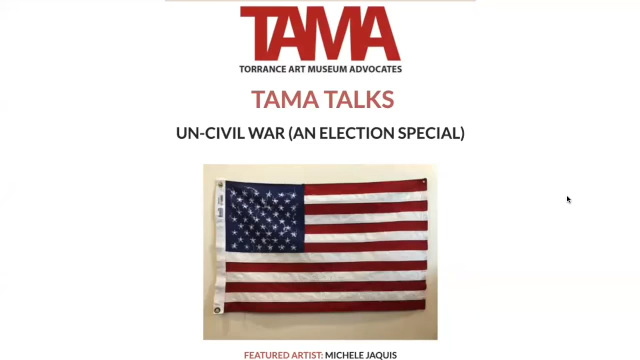 TAMA
TORRANCE ART MUSEUM ADVOCATES
TAMA TALKS
UN-CIVIL WAR (AN ELECTION SPECIAL)
FEATURED ARTIST: MICHELE JAQUIS